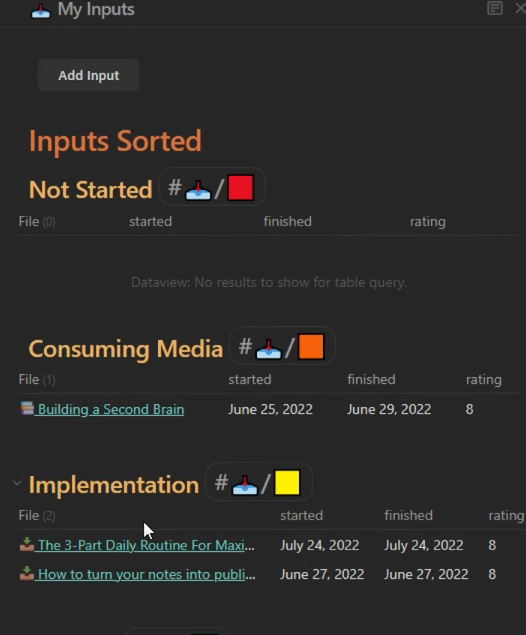 My Inputs
Add Input
Inputs Sorted
Not Started #📥/🟥
File (0) started finished rating
Dataview: No results to show for table query.
Consuming Media #📥/🟧
File (1) started finished rating
📚 Building a Second Brain June 25, 2022 June 29, 2022 8
Implementation #📥/🟨
File (2) started finished rating
📥 The 3-Part Daily Routine For Maxi... July 24, 2022 July 24, 2022 8
📥 How to turn your notes into publi... June 27, 2022 June 27, 2022 8